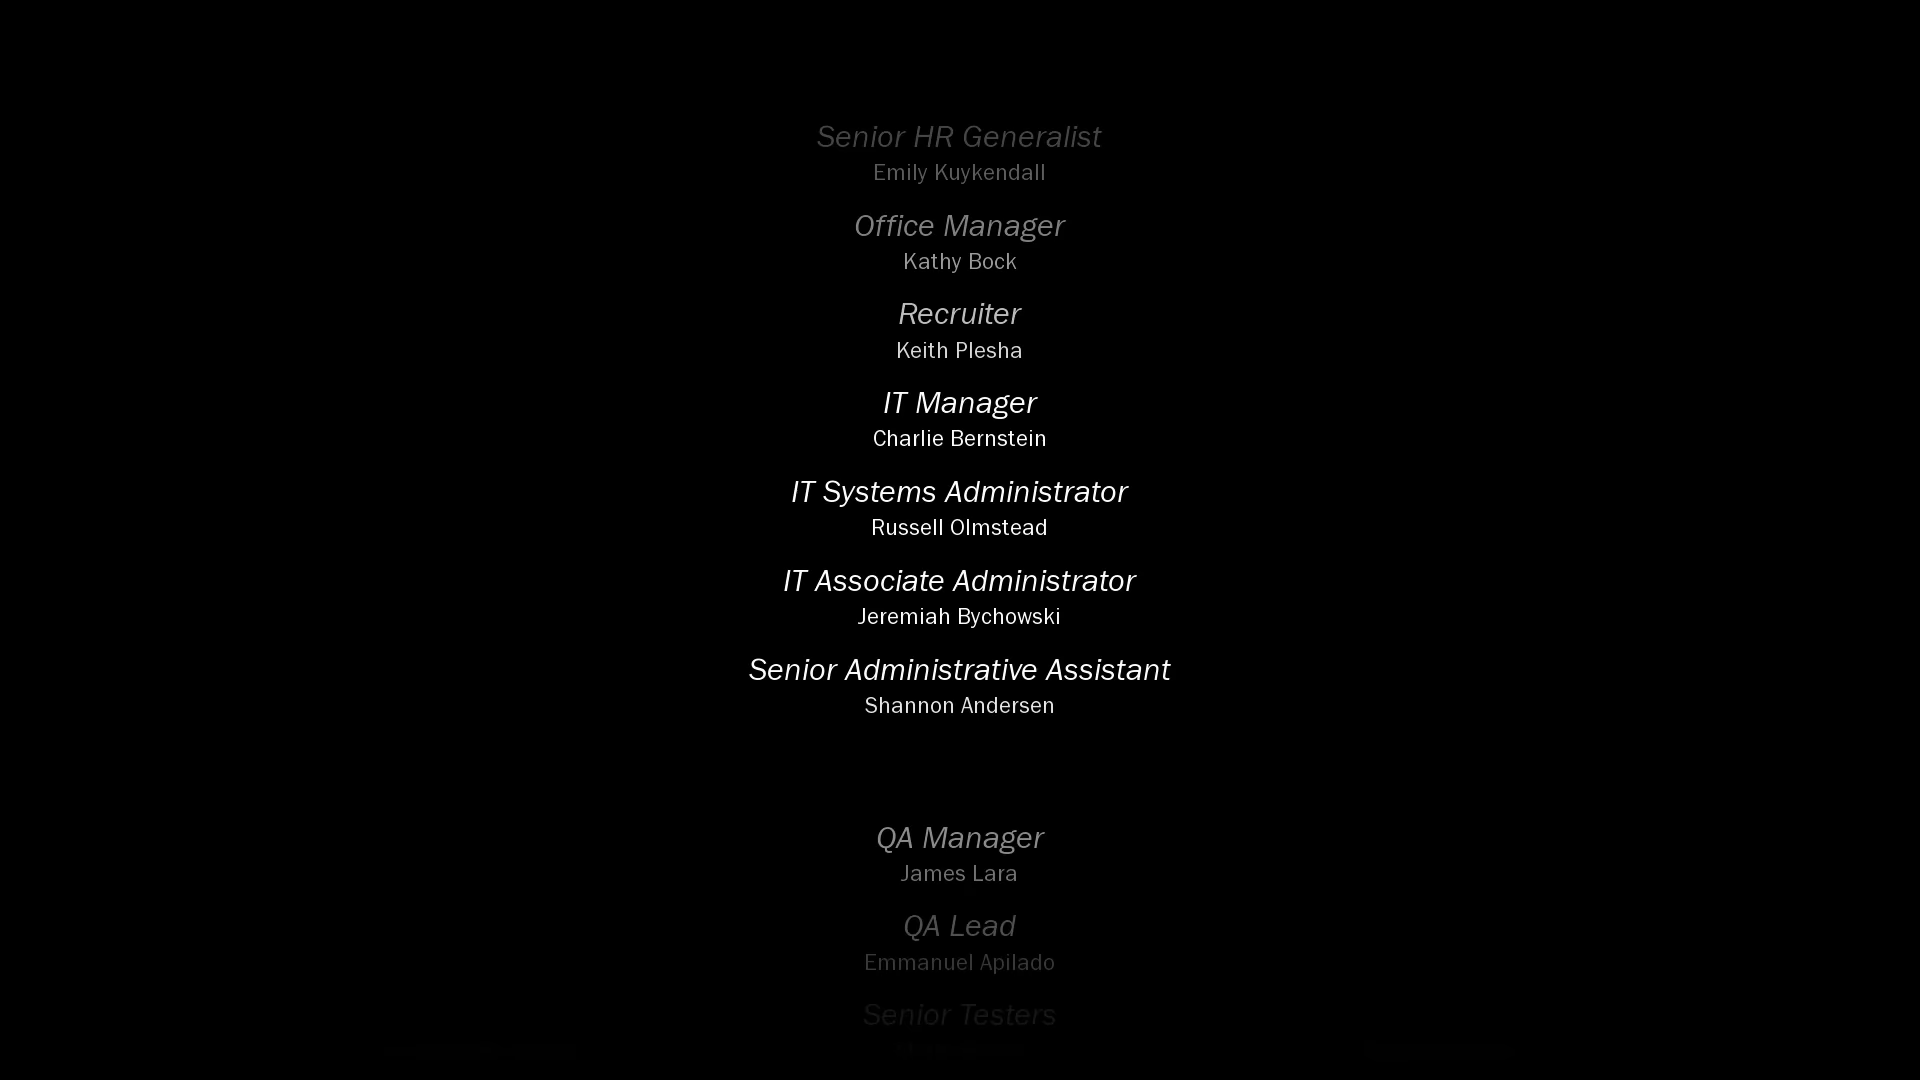 Senior HR Generalist
Emily Kuykendall
Office Manager
Kathy Bock
Recruiter
Keith Plesha
IT Manager
Charlie Bernstein
IT Systems Administrator
Russell Olmstead
IT Associate Administrator
Jeremiah Bychowski
Senior Administrative Assistant
Shannon Andersen
QA Manager
James Lara
QA Lead
Emmanuel Apilado
Senior Testers